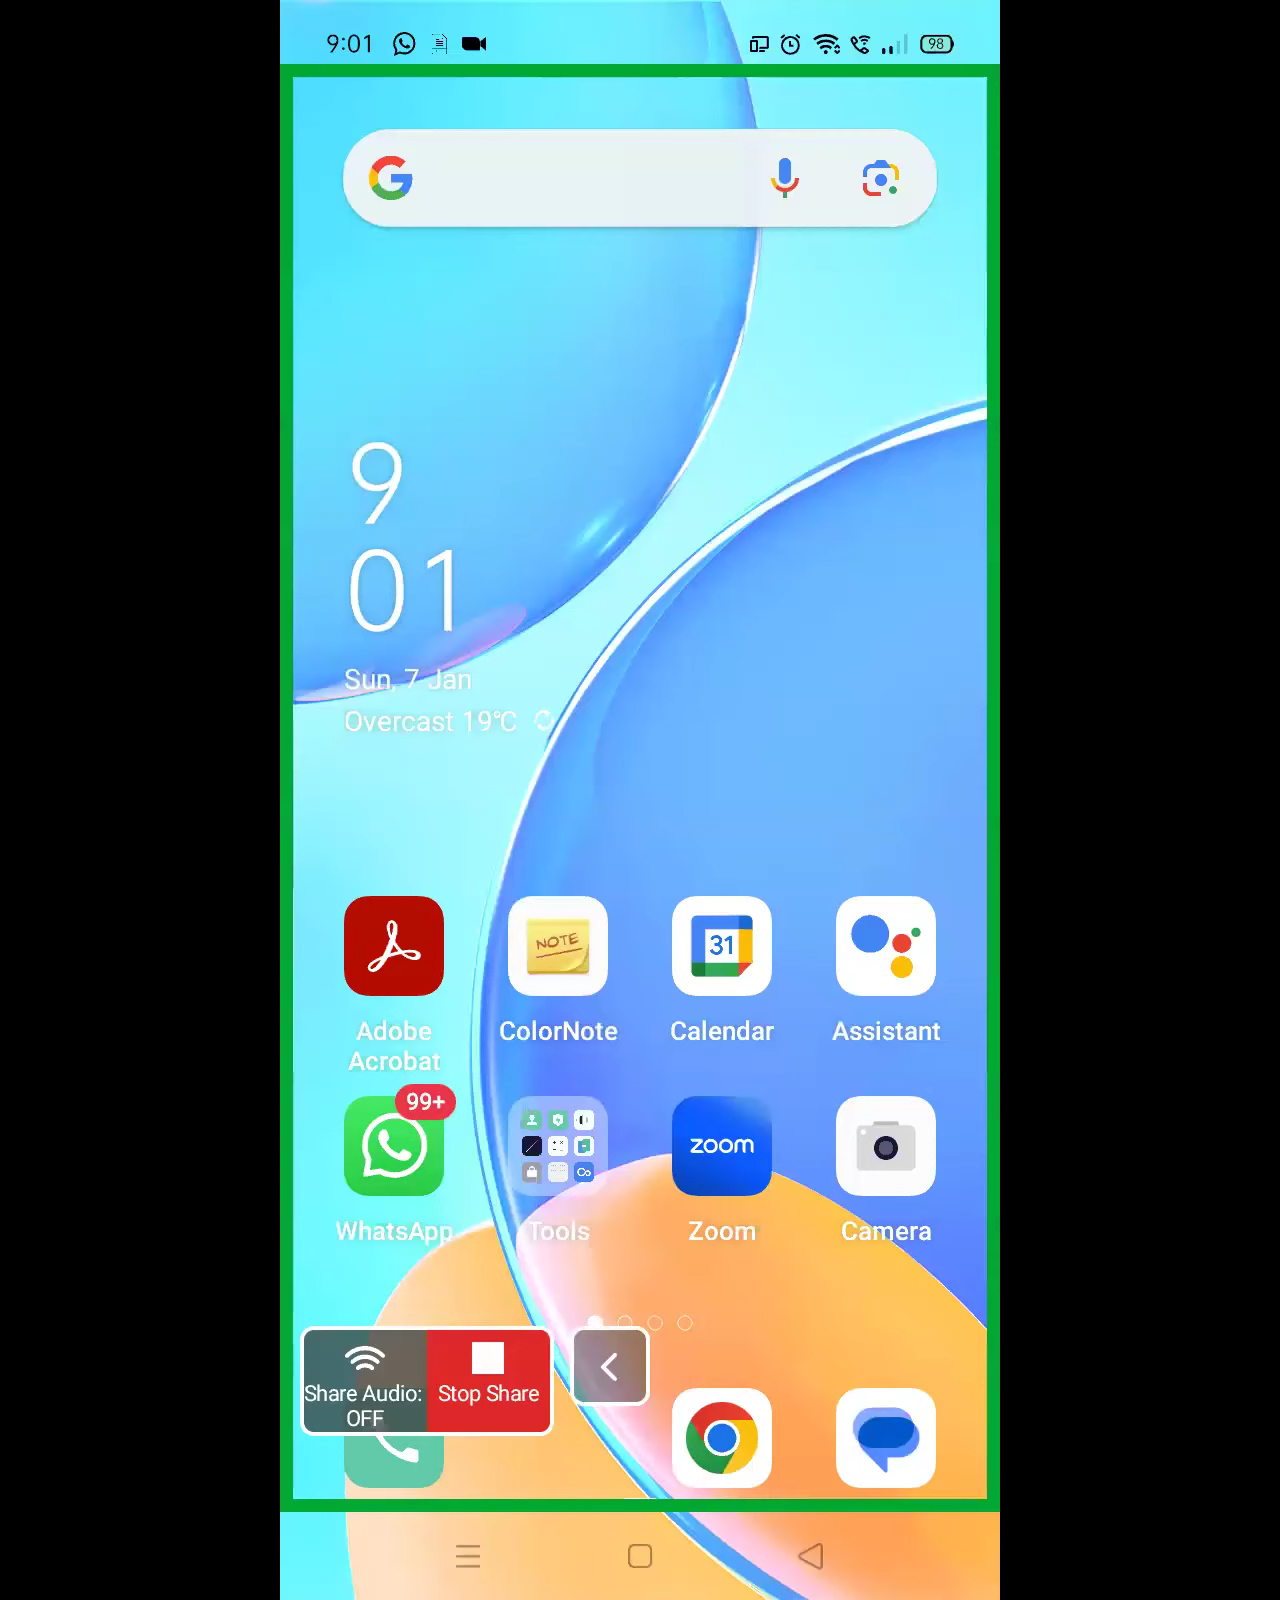 9:01
98
9
01
Sun, 7 Jan
Overcast 19°C
NOTE
31
Adobe
Acrobat
ColorNote
Calendar
Assistant
99+
zoom
WhatsApp
Tools
Zoom
Camera
Share Audio:
OFF
Stop Share